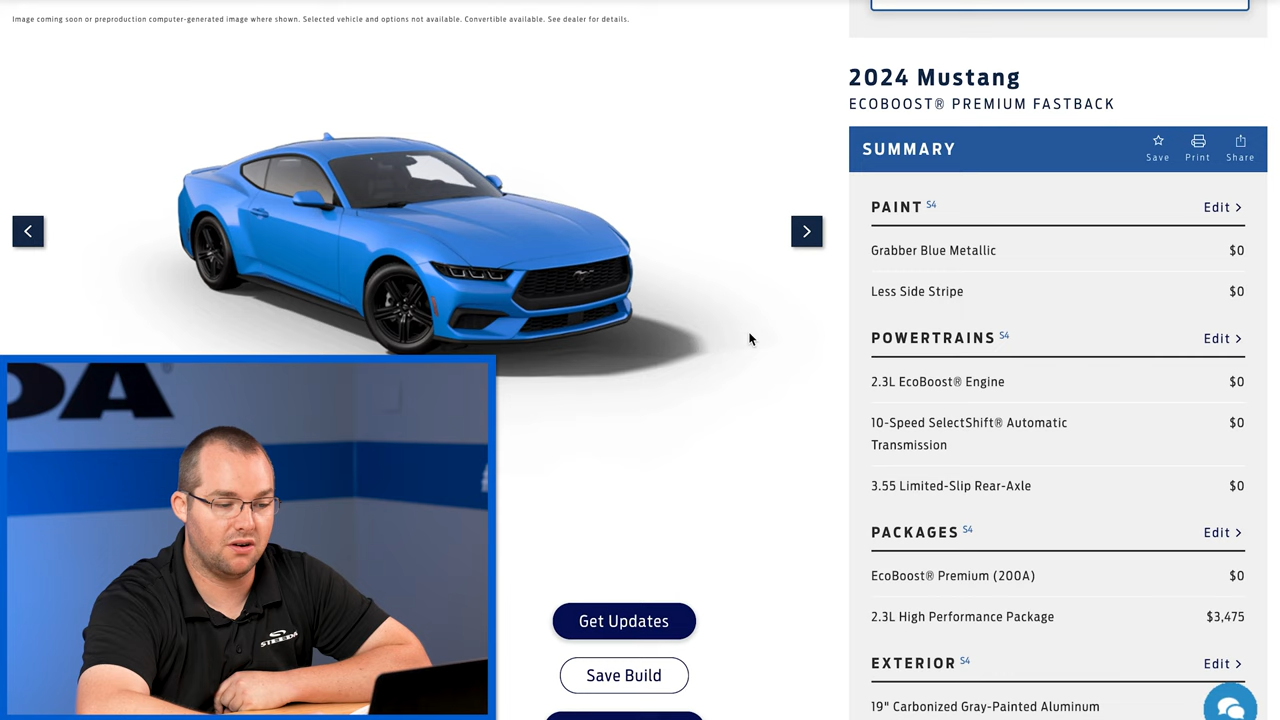 Image coming soon or preproduction computer-generated image where shown. Selected vehicle and options not available. Convertible available. See dealer for details.
2024 Mustang
ECOBOOST® PREMIUM FASTBACK
SUMMARY
Save
Print
Share
PAINT S4
Edit >
Grabber Blue Metallic
$0
Less Side Stripe
$0
POWERTRAINS S4
Edit >
2.3L EcoBoost® Engine
$0
10-Speed SelectShift® Automatic
Transmission
$0
3.55 Limited-Slip Rear-Axle
$0
PACKAGES S4
Edit >
EcoBoost® Premium (200A)
$0
2.3L High Performance Package
$3,475
EXTERIOR S4
Edit >
19" Carbonized Gray-Painted Aluminum
Get Updates
Save Build
DA
STEEDA